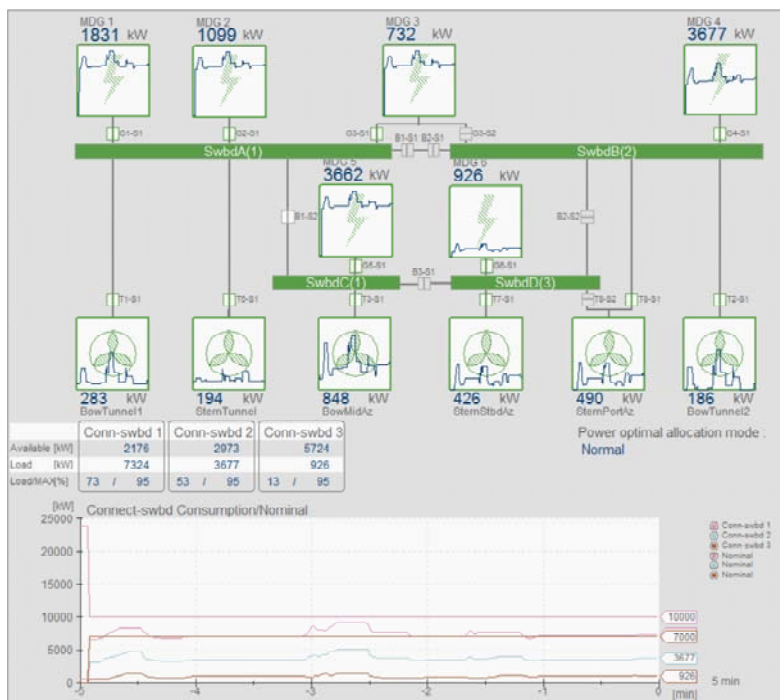 MDG 1 MDG 2 MDG 3 MDG 4
1831 kW 1099 kW 732 kW 3677 kW
G1-S1 G2-S1 G3-S1 B1-S1 B2-S1 G3-S2 G4-S1
SwbdA(1) SwbdB(2)
MDG 5 MDG 6
3662 kW 926 kW
B1-S2 B2-S2
G5-S1 G6-S1
SwbdC(1) B3-S1 SwbdD(3)
T1-S1 T3-S1 T7-S1 T8-S2 T8-S1 T2-S1
283 kW 194 kW 848 kW 426 kW 490 kW 186 kW
BowTunnel1 SternTunnel BowMidAz SternStbdAz SternPortAz BowTunnel2
Conn-swbd 1 Conn-swbd 2 Conn-swbd 3
Available [kW] 2176 2973 5724
Load [kW] 7324 3677 926
Load/MAX[%] 73 / 95 53 / 95 13 / 95
Power optimal allocation mode :
Normal
[kW] Connect-swbd Consumption/Nominal
25000
20000
15000
10000
5000
0
Conn-swbd 1
Conn-swbd 2
Conn-swbd 3
Nominal
Nominal
Nominal
10000
7000
3677
926
-5 -4 -3 -2 -1 0
5 min
[min]